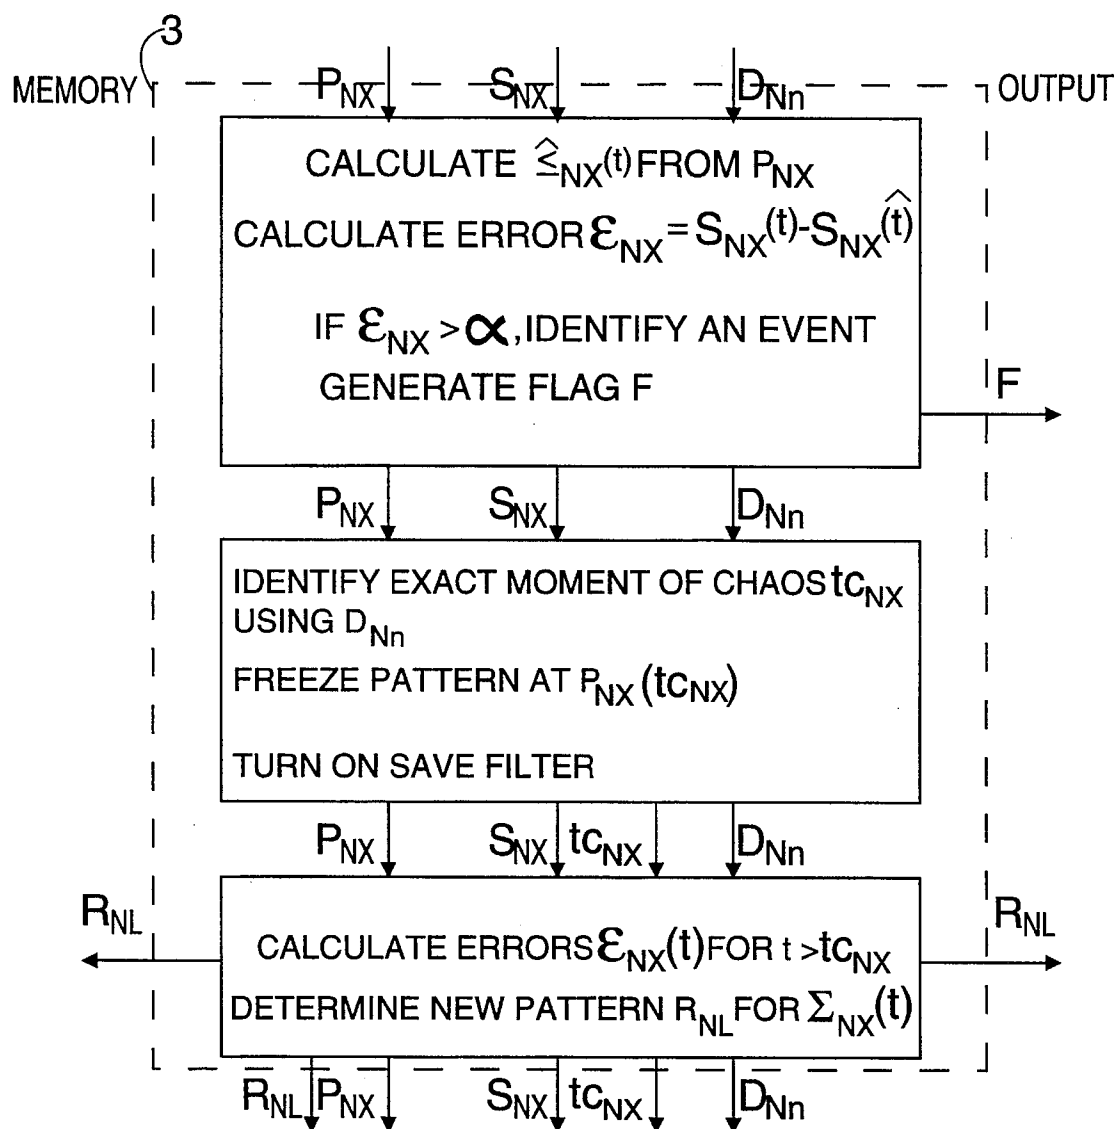 3
MEMORY
OUTPUT
P_NX S_NX D_Nn
CALCULATE ≤̂_NX(t) FROM P_NX
CALCULATE ERROR ε_NX = S_NX(t)-S_NX(t̂)
IF ε_NX > ∝, IDENTIFY AN EVENT
GENERATE FLAG F
F
P_NX S_NX D_Nn
IDENTIFY EXACT MOMENT OF CHAOS tc_NX
USING D_Nn
FREEZE PATTERN AT P_NX (tc_NX)
TURN ON SAVE FILTER
P_NX S_NX tc_NX D_Nn
R_NL
R_NL
CALCULATE ERRORS ε_NX(t) FOR t > tc_NX
DETERMINE NEW PATTERN R_NL FOR Σ_NX(t)
R_NL P_NX S_NX tc_NX D_Nn